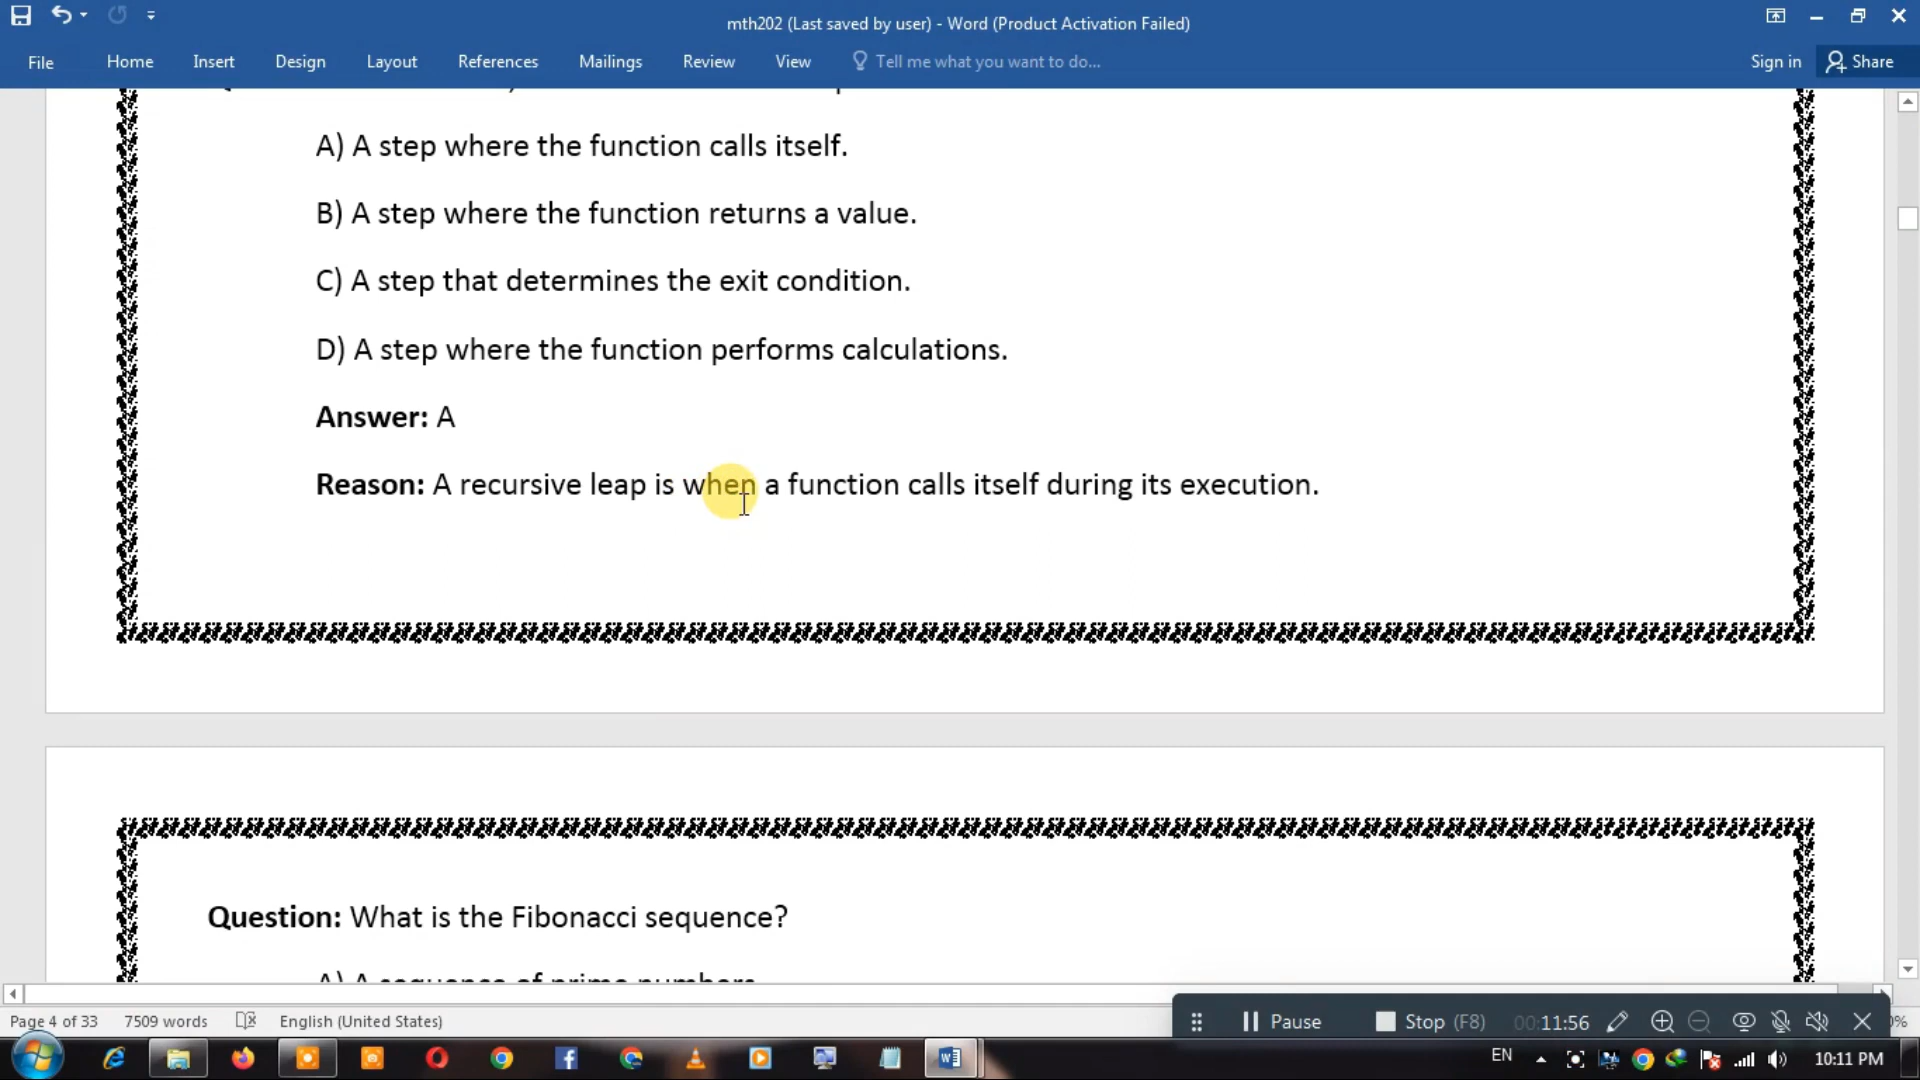 mth202 (Last saved by user) - Word (Product Activation Failed)
File Home Insert Design Layout References Mailings Review View Tell me what you want to do... Sign in Share
A) A step where the function calls itself.
B) A step where the function returns a value.
C) A step that determines the exit condition.
D) A step where the function performs calculations.
Answer: A
Reason: A recursive leap is when a function calls itself during its execution.
Question: What is the Fibonacci sequence?
A) A sequence of prime numbers
Page 4 of 33 7509 words English (United States)
Pause Stop (F8) 00:11:56
EN 10:11 PM